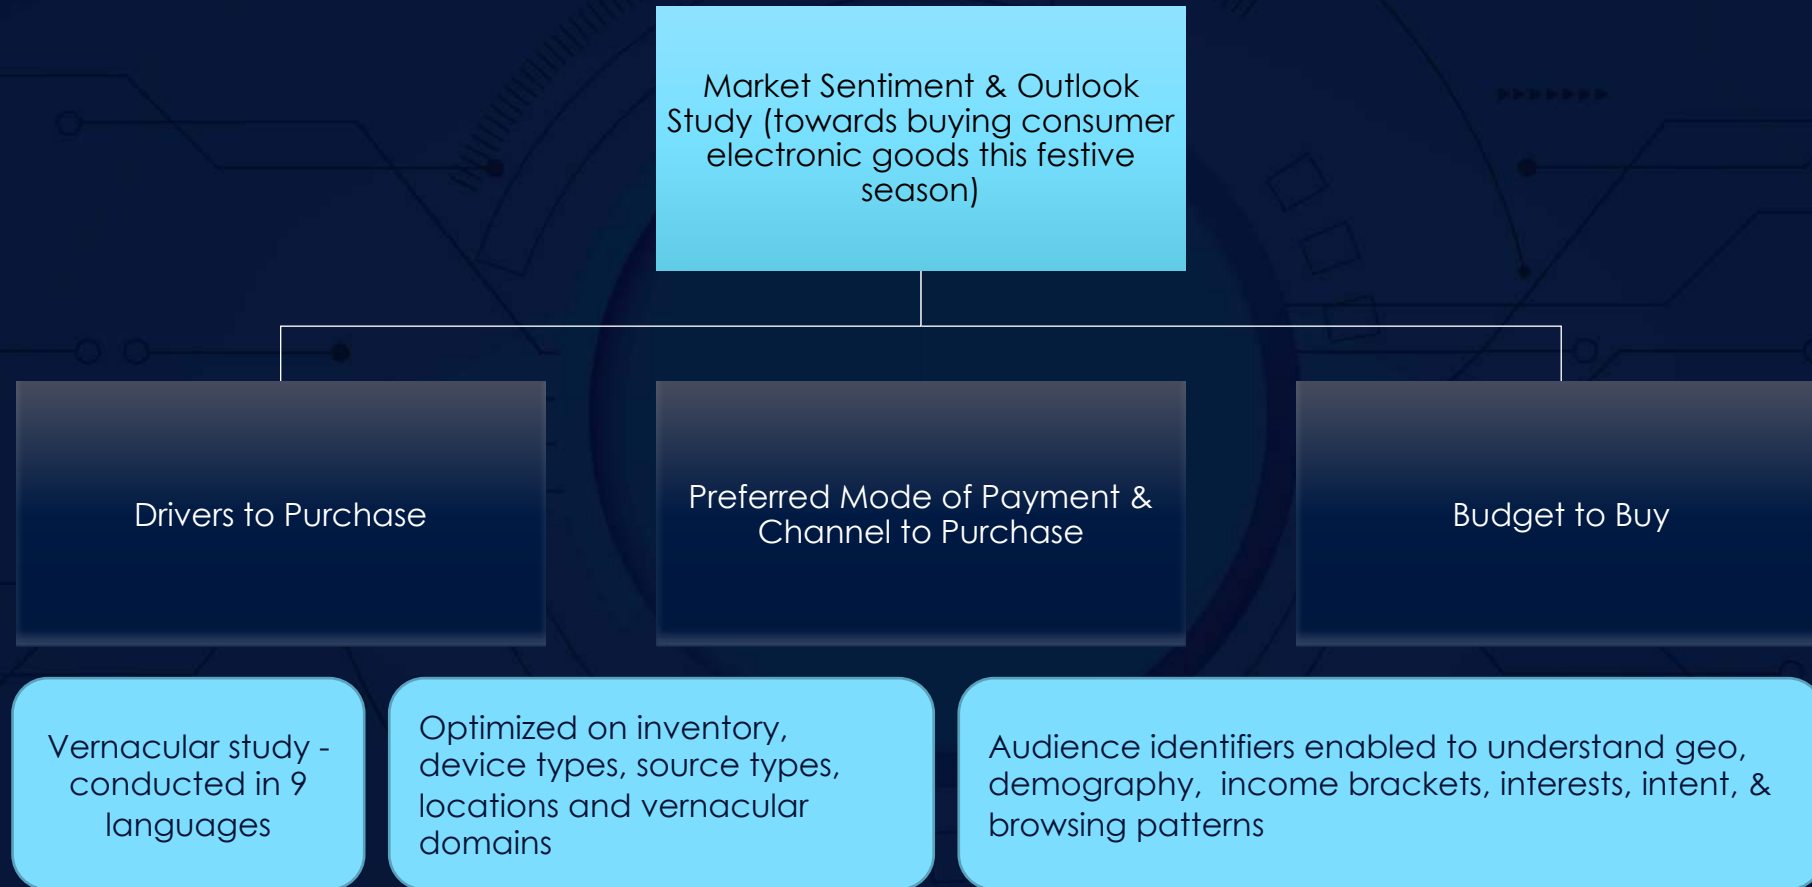 Market Sentiment & Outlook
Study (towards buying consumer
electronic goods this festive
season)
Drivers to Purchase
Preferred Mode of Payment &
Channel to Purchase
Budget to Buy
Vernacular study -
conducted in 9
languages
Optimized on inventory,
device types, source types,
locations and vernacular
domains
Audience identifiers enabled to understand geo,
demography,  income brackets, interests, intent, &
browsing patterns